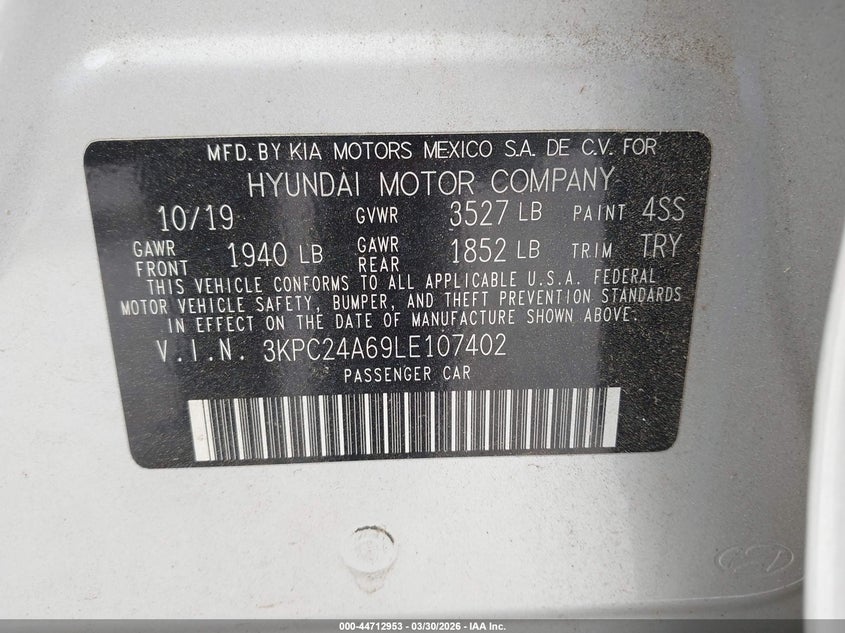 MFD. BY KIA MOTORS MEXICO S.A. DE C.V. FOR
HYUNDAI MOTOR COMPANY
10/19 GVWR 3527 LB PAINT 4SS
GAWR FRONT 1940 LB GAWR REAR 1852 LB TRIM TRY
THIS VEHICLE CONFORMS TO ALL APPLICABLE U.S.A. FEDERAL
MOTOR VEHICLE SAFETY, BUMPER, AND THEFT PREVENTION STANDARDS
IN EFFECT ON THE DATE OF MANUFACTURE SHOWN ABOVE.
V.I.N. 3KPC24A69LE107402
PASSENGER CAR
000-44712953 - 03/30/2026 - IAA Inc.